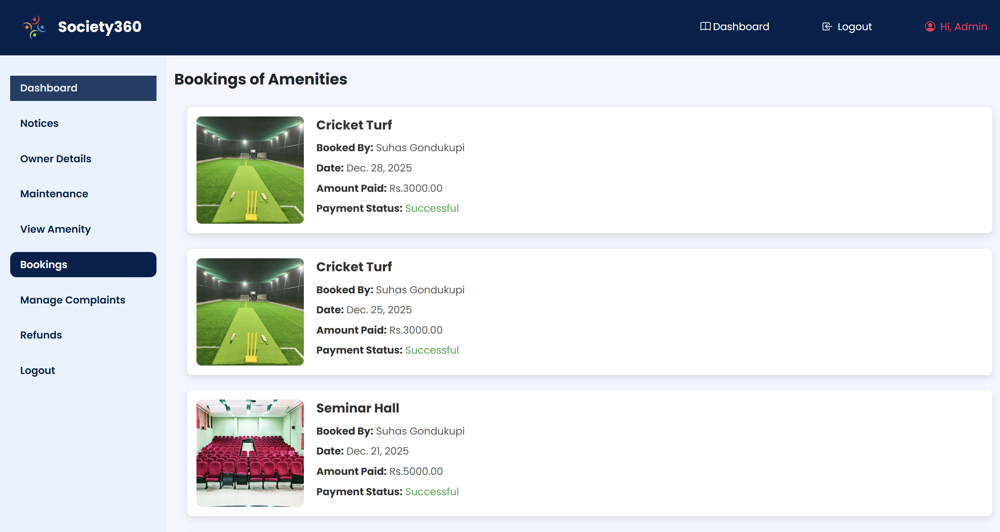 Society360
Dashboard
Logout
Hi, Admin
Dashboard
Notices
Owner Details
Maintenance
View Amenity
Bookings
Manage Complaints
Refunds
Logout
Bookings of Amenities
Cricket Turf
Booked By: Suhas Gondukupi
Date: Dec. 28, 2025
Amount Paid: Rs.3000.00
Payment Status: Successful
Cricket Turf
Booked By: Suhas Gondukupi
Date: Dec. 25, 2025
Amount Paid: Rs.3000.00
Payment Status: Successful
Seminar Hall
Booked By: Suhas Gondukupi
Date: Dec. 21, 2025
Amount Paid: Rs.5000.00
Payment Status: Successful